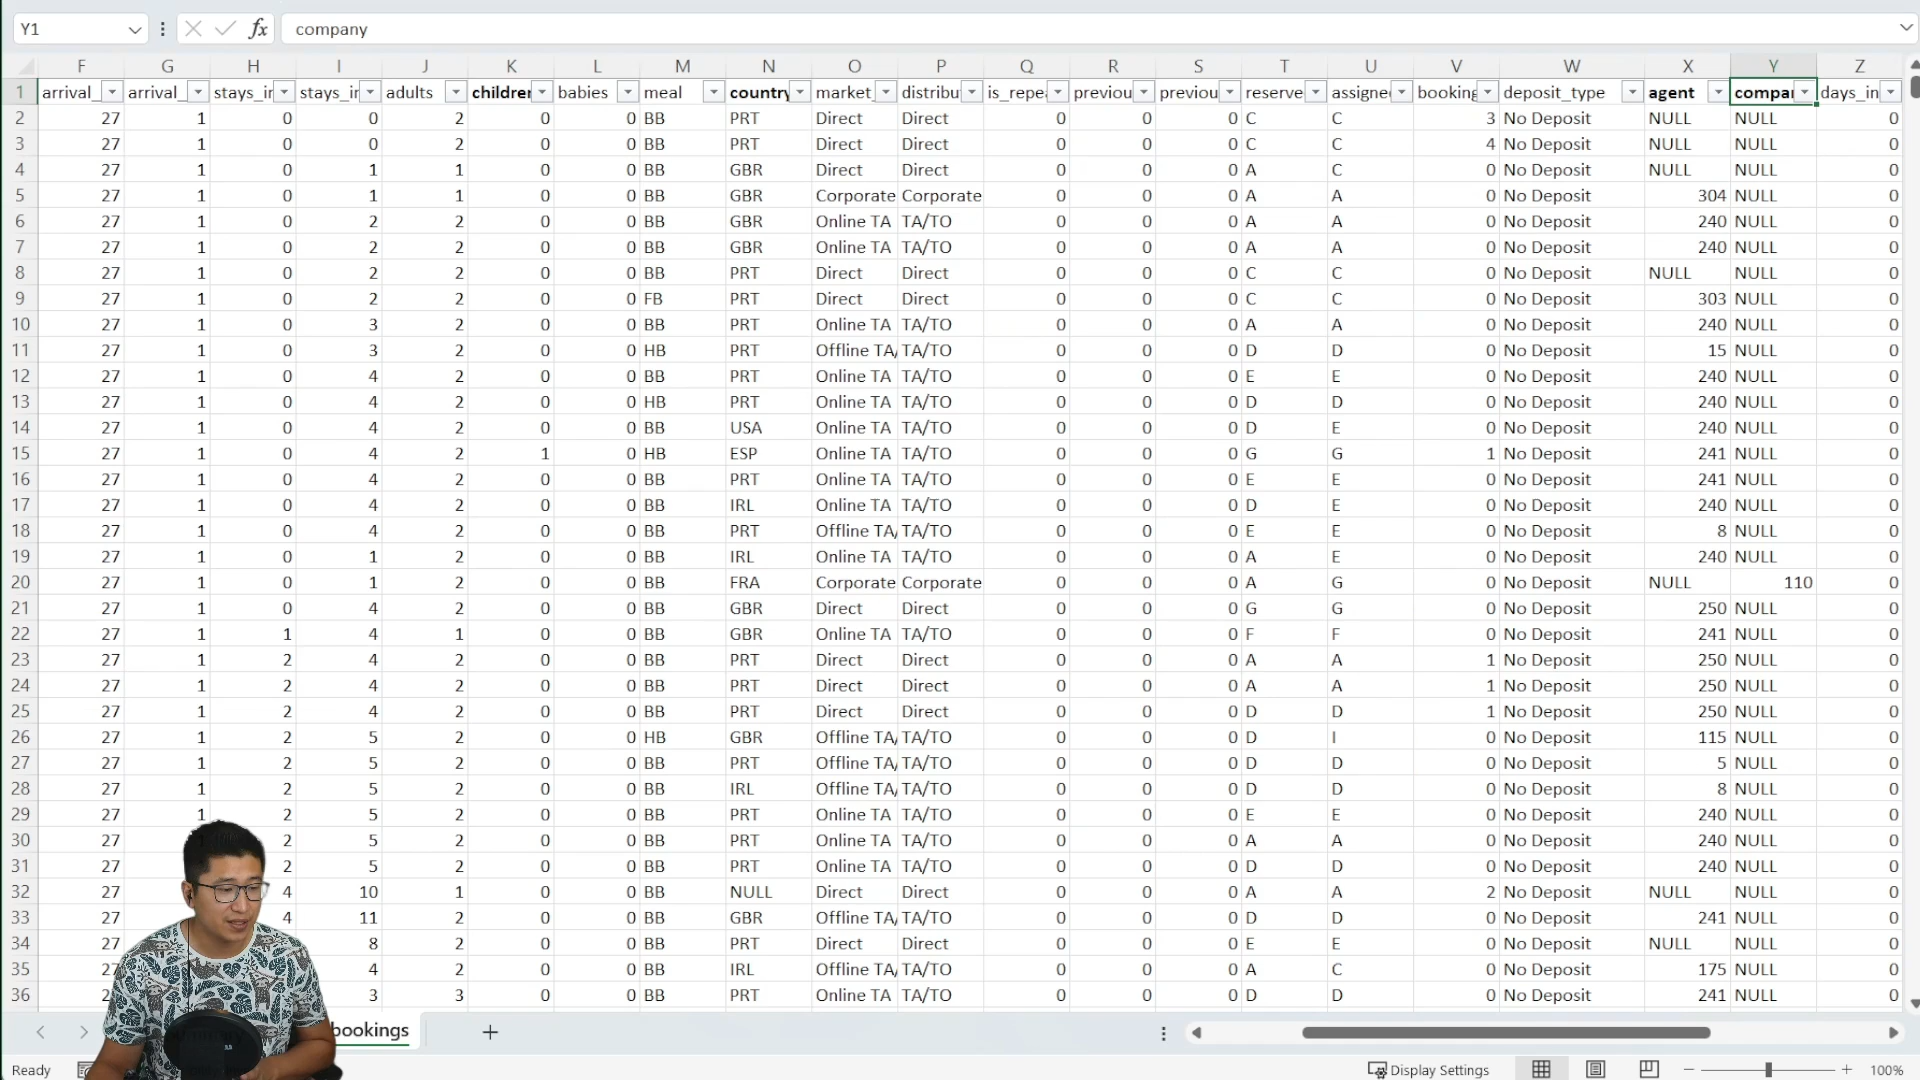 Y1 fx company
F G H I J K L M N O P Q R S T U V W X Y Z
1 arrival_ arrival_ stays_ir stays_ir adults childrer babies meal country market_ distribu is_repea previou previou reserve assigne booking deposit_type agent compai days_in
2 27 1 0 0 2 0 0 BB PRT Direct Direct 0 0 0 C C 3 No Deposit NULL NULL 0
3 27 1 0 0 2 0 0 BB PRT Direct Direct 0 0 0 C C 4 No Deposit NULL NULL 0
4 27 1 0 1 1 0 0 BB GBR Direct Direct 0 0 0 A C 0 No Deposit NULL NULL 0
5 27 1 0 1 1 0 0 BB GBR Corporate Corporate 0 0 0 A A 0 No Deposit 304 NULL 0
6 27 1 0 2 2 0 0 BB GBR Online TA TA/TO 0 0 0 A A 0 No Deposit 240 NULL 0
7 27 1 0 2 2 0 0 BB GBR Online TA TA/TO 0 0 0 A A 0 No Deposit 240 NULL 0
8 27 1 0 2 2 0 0 BB PRT Direct Direct 0 0 0 C C 0 No Deposit NULL NULL 0
9 27 1 0 2 2 0 0 FB PRT Direct Direct 0 0 0 C C 0 No Deposit 303 NULL 0
10 27 1 0 3 2 0 0 BB PRT Online TA TA/TO 0 0 0 A A 0 No Deposit 240 NULL 0
11 27 1 0 3 2 0 0 HB PRT Offline TA/ TA/TO 0 0 0 D D 0 No Deposit 15 NULL 0
12 27 1 0 4 2 0 0 BB PRT Online TA TA/TO 0 0 0 E E 0 No Deposit 240 NULL 0
13 27 1 0 4 2 0 0 HB PRT Online TA TA/TO 0 0 0 D D 0 No Deposit 240 NULL 0
14 27 1 0 4 2 0 0 BB USA Online TA TA/TO 0 0 0 D E 0 No Deposit 240 NULL 0
15 27 1 0 4 2 1 0 HB ESP Online TA TA/TO 0 0 0 G G 1 No Deposit 241 NULL 0
16 27 1 0 4 2 0 0 BB PRT Online TA TA/TO 0 0 0 E E 0 No Deposit 241 NULL 0
17 27 1 0 4 2 0 0 BB IRL Online TA TA/TO 0 0 0 D E 0 No Deposit 240 NULL 0
18 27 1 0 4 2 0 0 BB PRT Offline TA/ TA/TO 0 0 0 E E 0 No Deposit 8 NULL 0
19 27 1 0 1 2 0 0 BB IRL Online TA TA/TO 0 0 0 A E 0 No Deposit 240 NULL 0
20 27 1 0 1 2 0 0 BB FRA Corporate Corporate 0 0 0 A G 0 No Deposit NULL 110 0
21 27 1 0 4 2 0 0 BB GBR Direct Direct 0 0 0 G G 0 No Deposit 250 NULL 0
22 27 1 1 4 1 0 0 BB GBR Online TA TA/TO 0 0 0 F F 0 No Deposit 241 NULL 0
23 27 1 2 4 2 0 0 BB PRT Direct Direct 0 0 0 A A 1 No Deposit 250 NULL 0
24 27 1 2 4 2 0 0 BB PRT Direct Direct 0 0 0 A A 1 No Deposit 250 NULL 0
25 27 1 2 4 2 0 0 BB PRT Direct Direct 0 0 0 D D 1 No Deposit 250 NULL 0
26 27 1 2 5 2 0 0 HB GBR Offline TA/ TA/TO 0 0 0 D I 0 No Deposit 115 NULL 0
27 27 1 2 5 2 0 0 BB PRT Offline TA/ TA/TO 0 0 0 D D 0 No Deposit 5 NULL 0
28 27 1 2 5 2 0 0 BB IRL Offline TA/ TA/TO 0 0 0 D D 0 No Deposit 8 NULL 0
29 27 1 2 5 2 0 0 BB PRT Online TA TA/TO 0 0 0 E E 0 No Deposit 240 NULL 0
30 27 2 5 2 0 0 BB PRT Online TA TA/TO 0 0 0 A A 0 No Deposit 240 NULL 0
31 27 2 5 2 0 0 BB PRT Online TA TA/TO 0 0 0 D D 0 No Deposit 240 NULL 0
32 27 4 10 1 0 0 BB NULL Direct Direct 0 0 0 A A 2 No Deposit NULL NULL 0
33 27 4 11 2 0 0 BB GBR Offline TA/ TA/TO 0 0 0 D D 0 No Deposit 241 NULL 0
34 27 8 2 0 0 BB PRT Direct Direct 0 0 0 E E 0 No Deposit NULL NULL 0
35 27 4 2 0 0 BB IRL Offline TA/ TA/TO 0 0 0 A C 0 No Deposit 175 NULL 0
36 2 3 3 0 0 BB PRT Online TA TA/TO 0 0 0 D D 0 No Deposit 241 NULL 0
bookings +
Ready Display Settings 100%